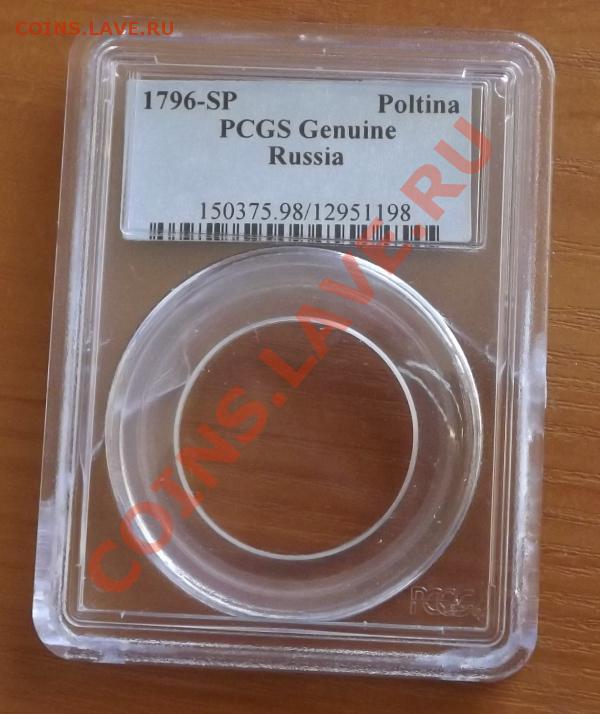 COINS.LAVE.RU
1796-SP Poltina
PCGS Genuine
Russia
150375.98/12951198
COINS.LAVE.RU
PCGS